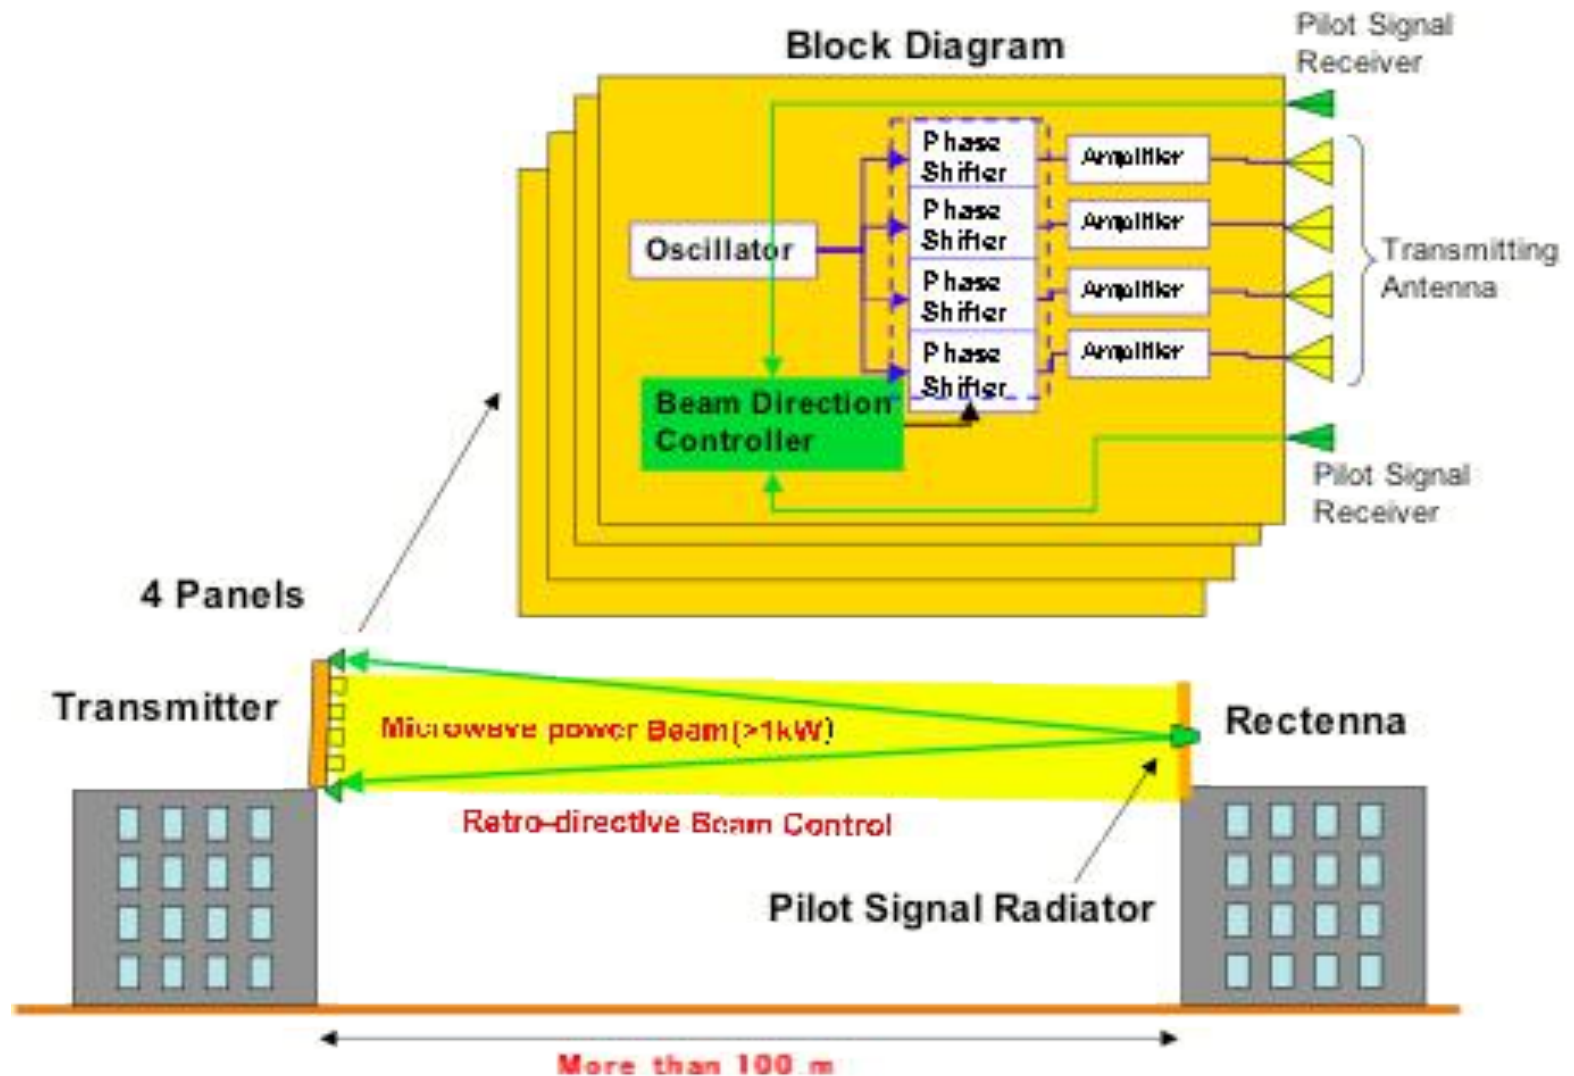 Block Diagram
Pilot Signal
Receiver
Phase
Shifter
Amplifier
Phase
Shifter
Amplifier
Oscillator
Transmitting
Antenna
Phase
Shifter
Amplifier
Phase
Shifter
Amplifier
Beam Direction
Controller
Pilot Signal
Receiver
4 Panels
Transmitter
Microwave power Beam(>1kW)
Rectenna
Retro-directive Beam Control
Pilot Signal Radiator
More than 100 m